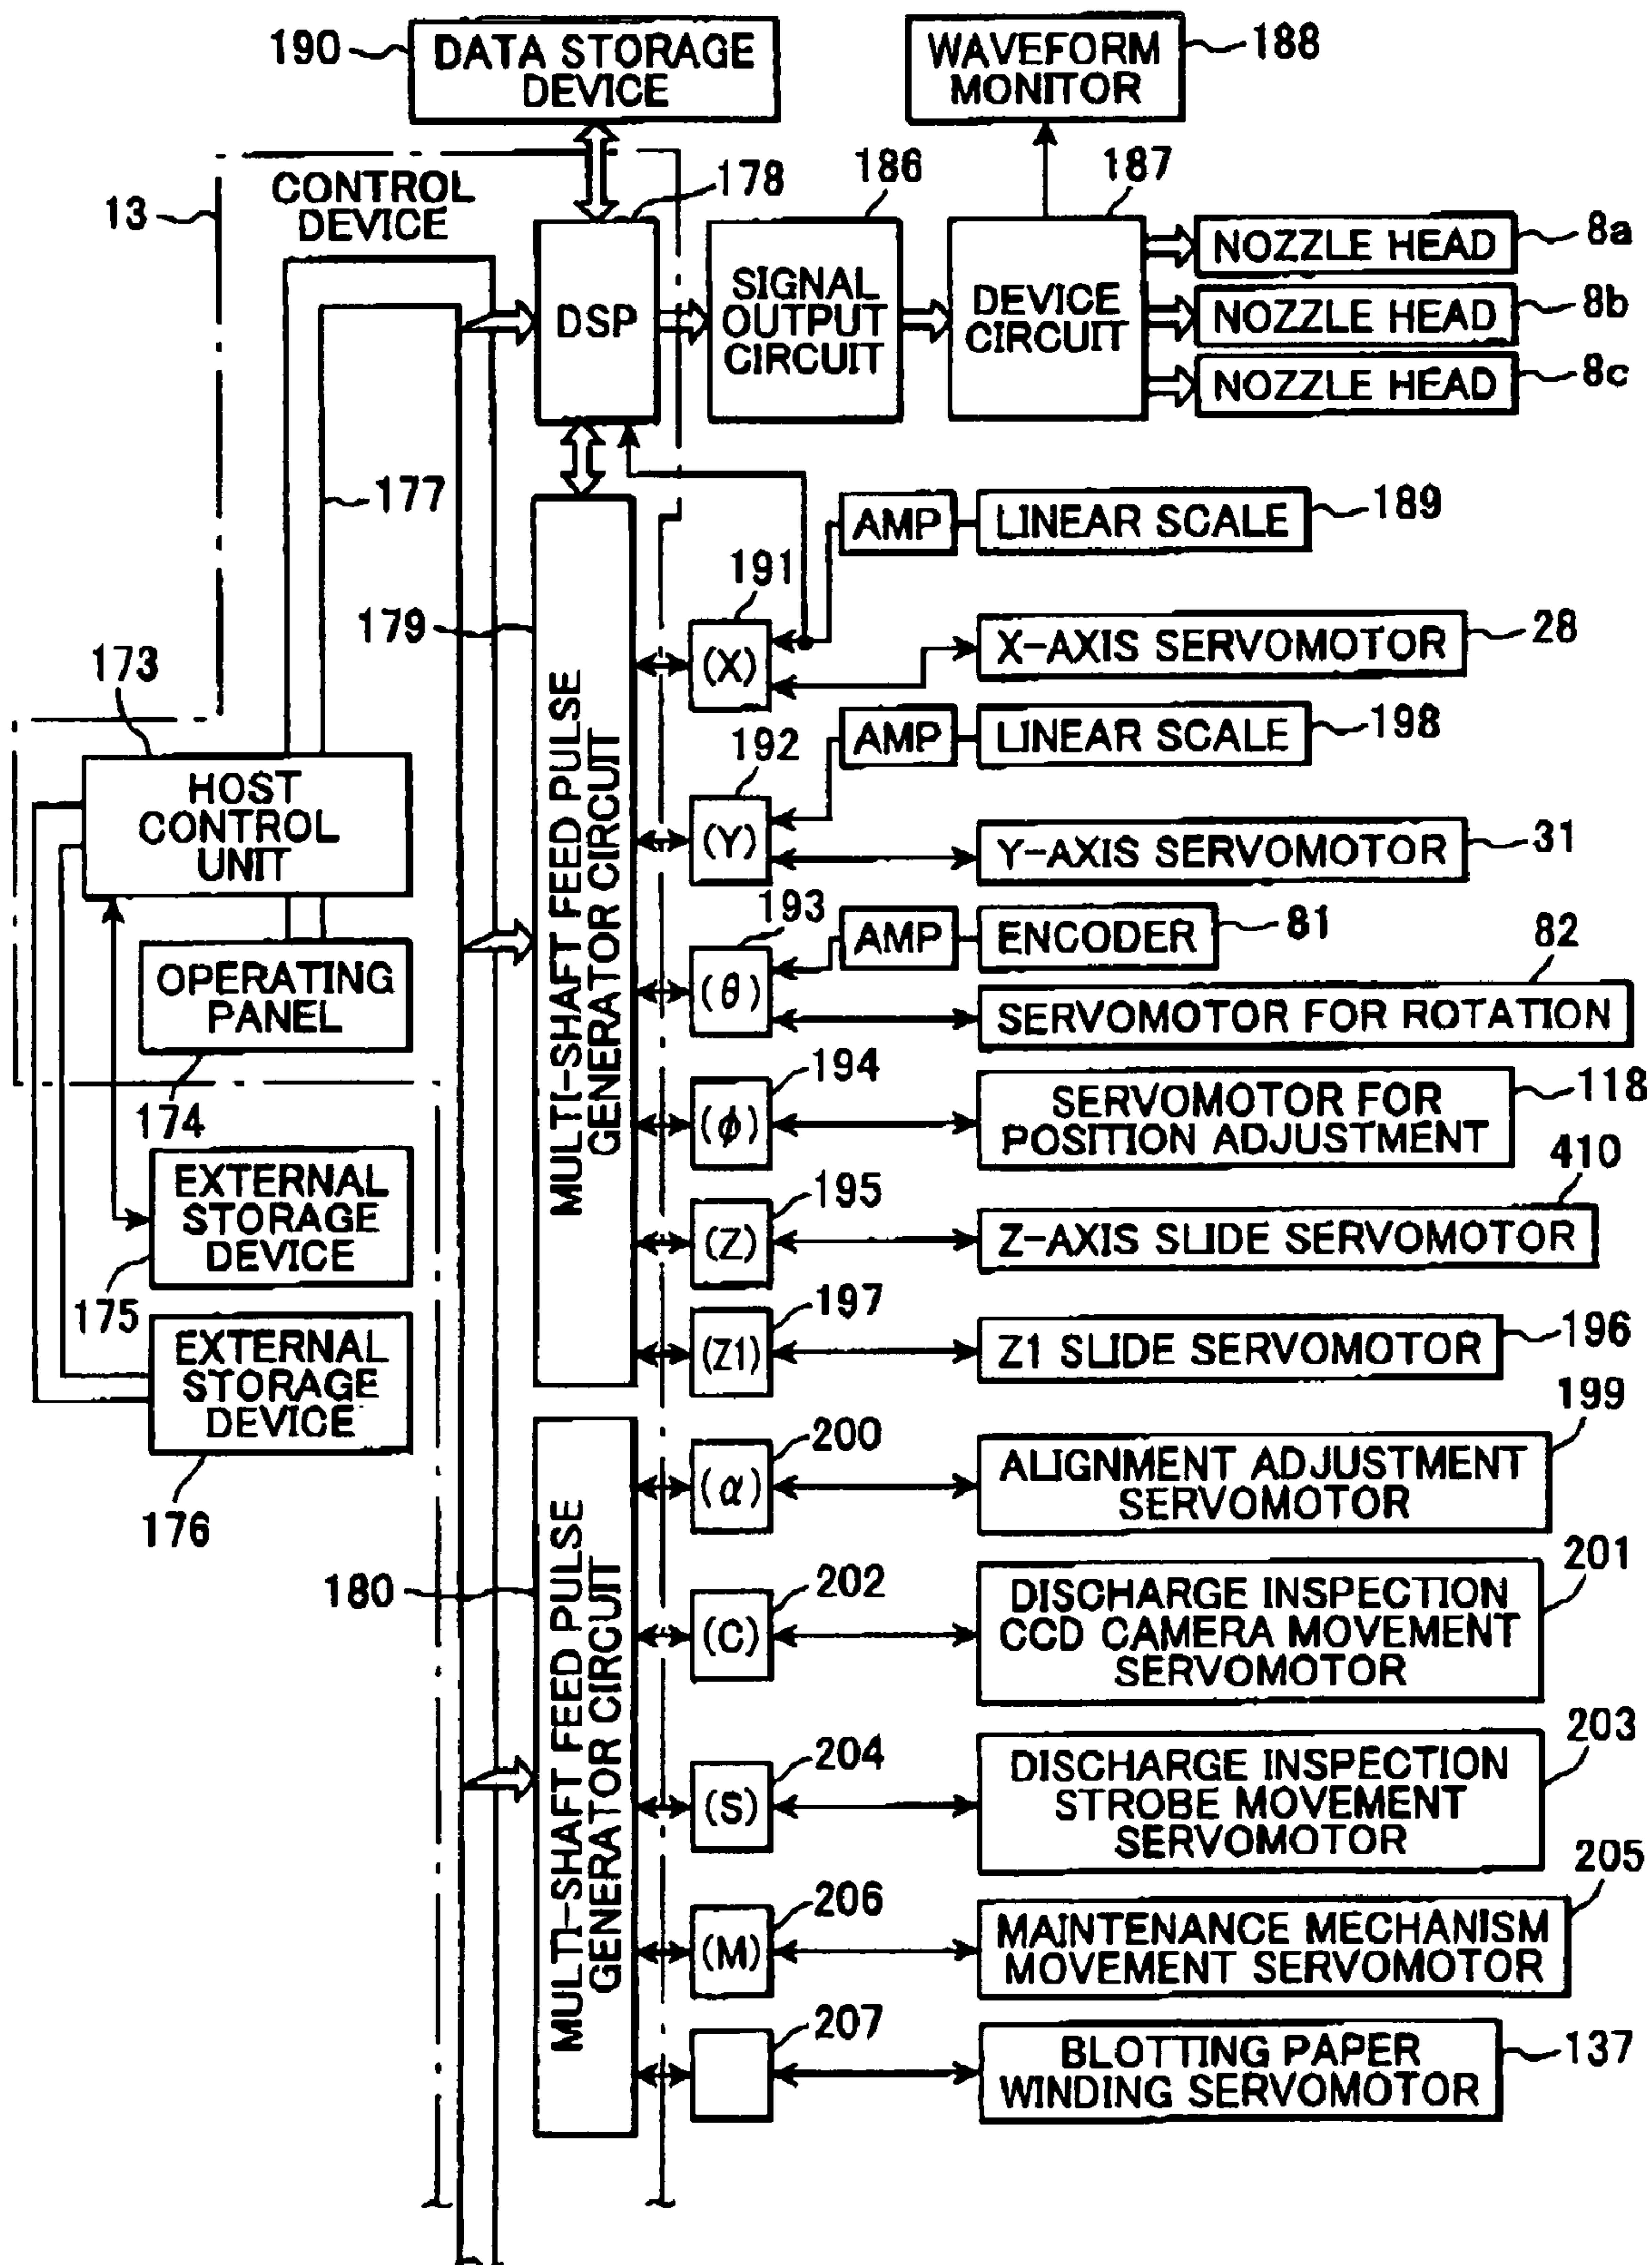 190
DATA STORAGE
DEVICE
WAVEFORM
MONITOR
188
CONTROL
DEVICE
13
178
186
187
DSP
SIGNAL
OUTPUT
CIRCUIT
DEVICE
CIRCUIT
NOZZLE HEAD
8a
NOZZLE HEAD
8b
NOZZLE HEAD
8c
177
AMP
LINEAR SCALE
189
191
179
(X)
X-AXIS SERVOMOTOR
28
173
HOST
CONTROL
UNIT
AMP
LINEAR SCALE
198
192
(Y)
Y-AXIS SERVOMOTOR
31
MULTI-SHAFT FEED PULSE
GENERATOR CIRCUIT
193
AMP
ENCODER
81
82
(θ)
SERVOMOTOR FOR ROTATION
OPERATING
PANEL
174
194
(ϕ)
SERVOMOTOR FOR
POSITION ADJUSTMENT
118
EXTERNAL
STORAGE
DEVICE
175
195
(Z)
Z-AXIS SLIDE SERVOMOTOR
410
197
(Z1)
Z1 SLIDE SERVOMOTOR
196
EXTERNAL
STORAGE
DEVICE
176
200
(α)
ALIGNMENT ADJUSTMENT
SERVOMOTOR
199
180
MULTI-SHAFT FEED PULSE
GENERATOR CIRCUIT
202
(C)
DISCHARGE INSPECTION
CCD CAMERA MOVEMENT
SERVOMOTOR
201
204
(S)
DISCHARGE INSPECTION
STROBE MOVEMENT
SERVOMOTOR
203
206
(M)
MAINTENANCE MECHANISM
MOVEMENT SERVOMOTOR
205
207
BLOTTING PAPER
WINDING SERVOMOTOR
137